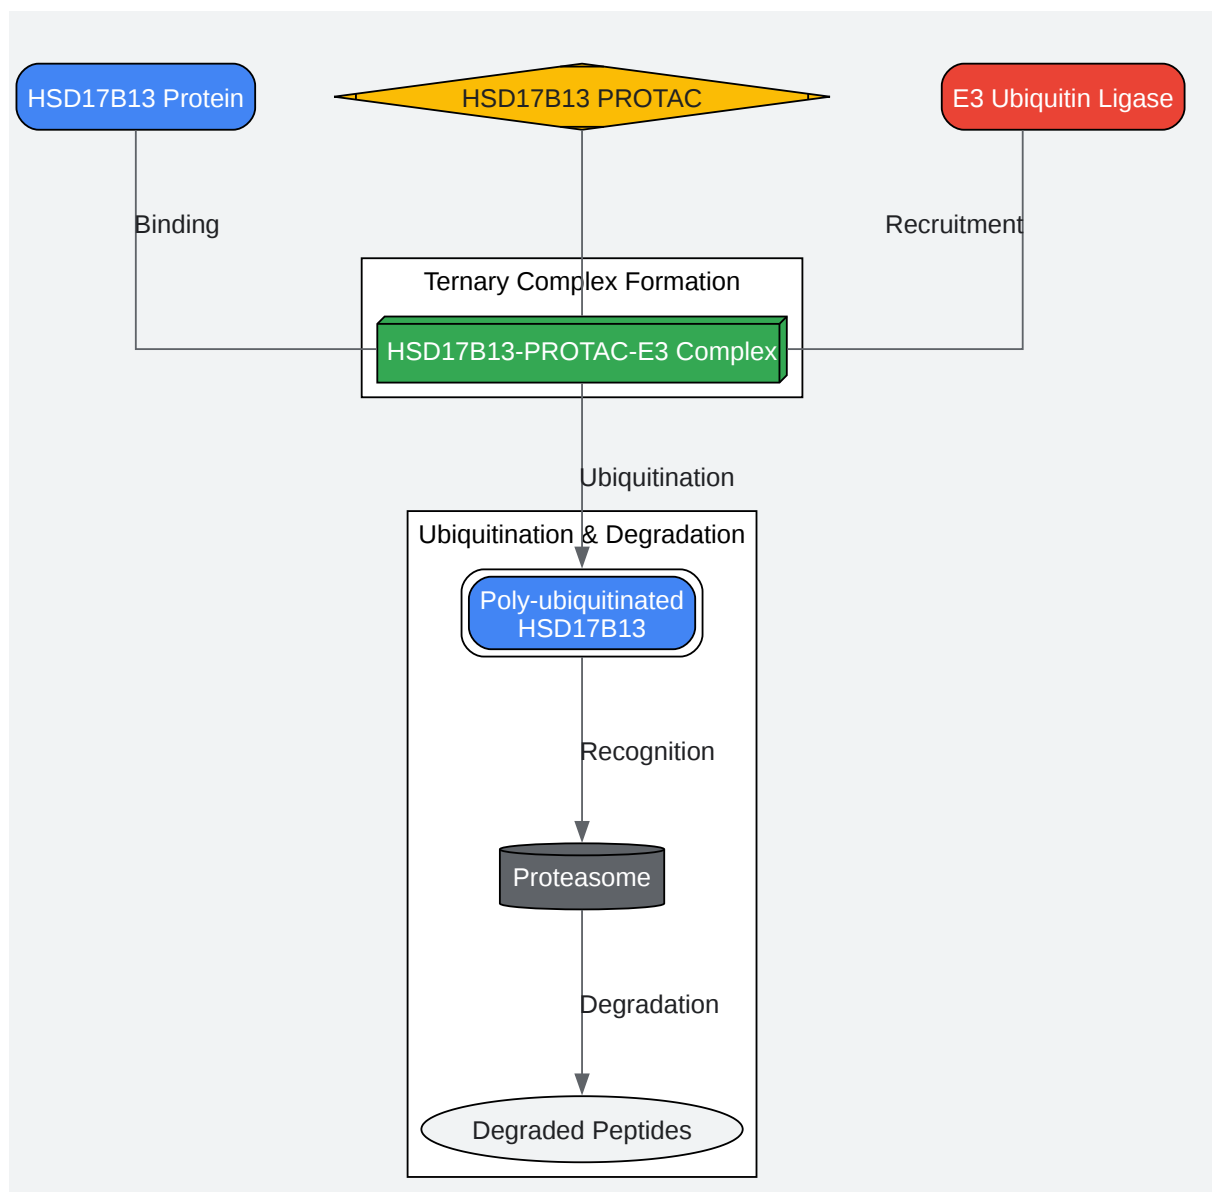 HSD17B13 Protein
HSD17B13 PROTAC
E3 Ubiquitin Ligase
Binding
Recruitment
Ternary Complex Formation
HSD17B13-PROTAC-E3 Complex
Ubiquitination
Ubiquitination & Degradation
Poly-ubiquitinated
HSD17B13
Recognition
Proteasome
Degradation
Degraded Peptides